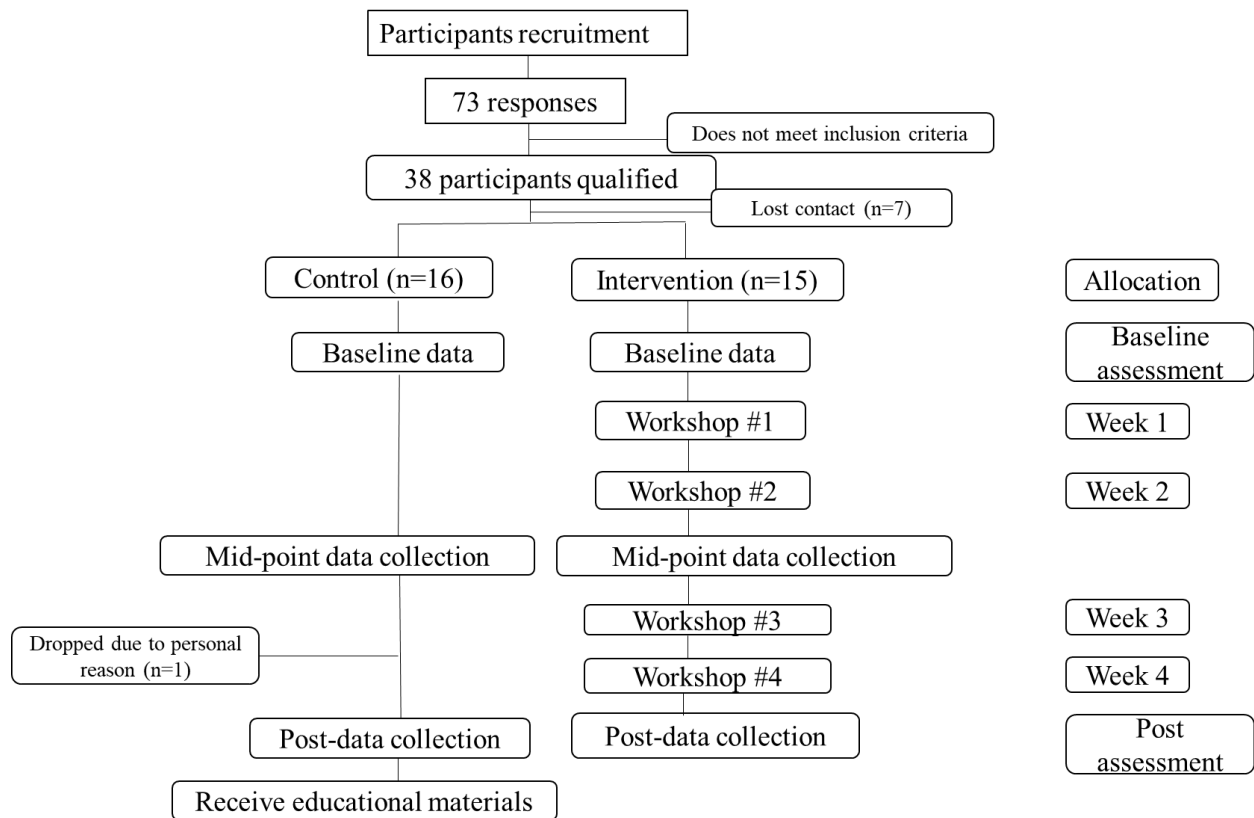 Participants recruitment
73 responses
Does not meet inclusion criteria
38 participants qualified
Lost contact (n=7)
Control (n=16)
Intervention (n=15)
Allocation
Baseline data
Baseline data
Baseline
assessment
Workshop #1
Week 1
Workshop #2
Week 2
Mid-point data collection
Mid-point data collection
Workshop #3
Week 3
Dropped due to personal
reason (n=1)
Workshop #4
Week 4
Post-data collection
Post-data collection
Post
assessment
Receive educational materials